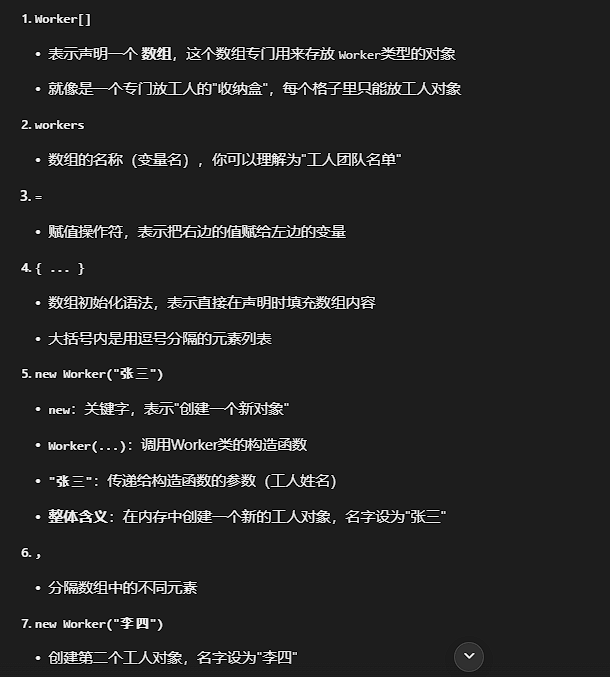 1. Worker[]
• 表示声明一个 数组，这个数组专门用来存放 Worker类型的对象
• 就像是一个专门放工人的"收纳盒"，每个格子里只能放工人对象
2. workers
• 数组的名称（变量名），你可以理解为"工人团队名单"
3. =
• 赋值操作符，表示把右边的值赋给左边的变量
4. { ... }
• 数组初始化语法，表示直接在声明时填充数组内容
• 大括号内是用逗号分隔的元素列表
5. new Worker("张三")
• new：关键字，表示"创建一个新对象"
• Worker(...)：调用Worker类的构造函数
• "张三"：传递给构造函数的参数（工人姓名）
• 整体含义：在内存中创建一个新的工人对象，名字设为"张三"
6. ,
• 分隔数组中的不同元素
7. new Worker("李四")
• 创建第二个工人对象，名字设为"李四"